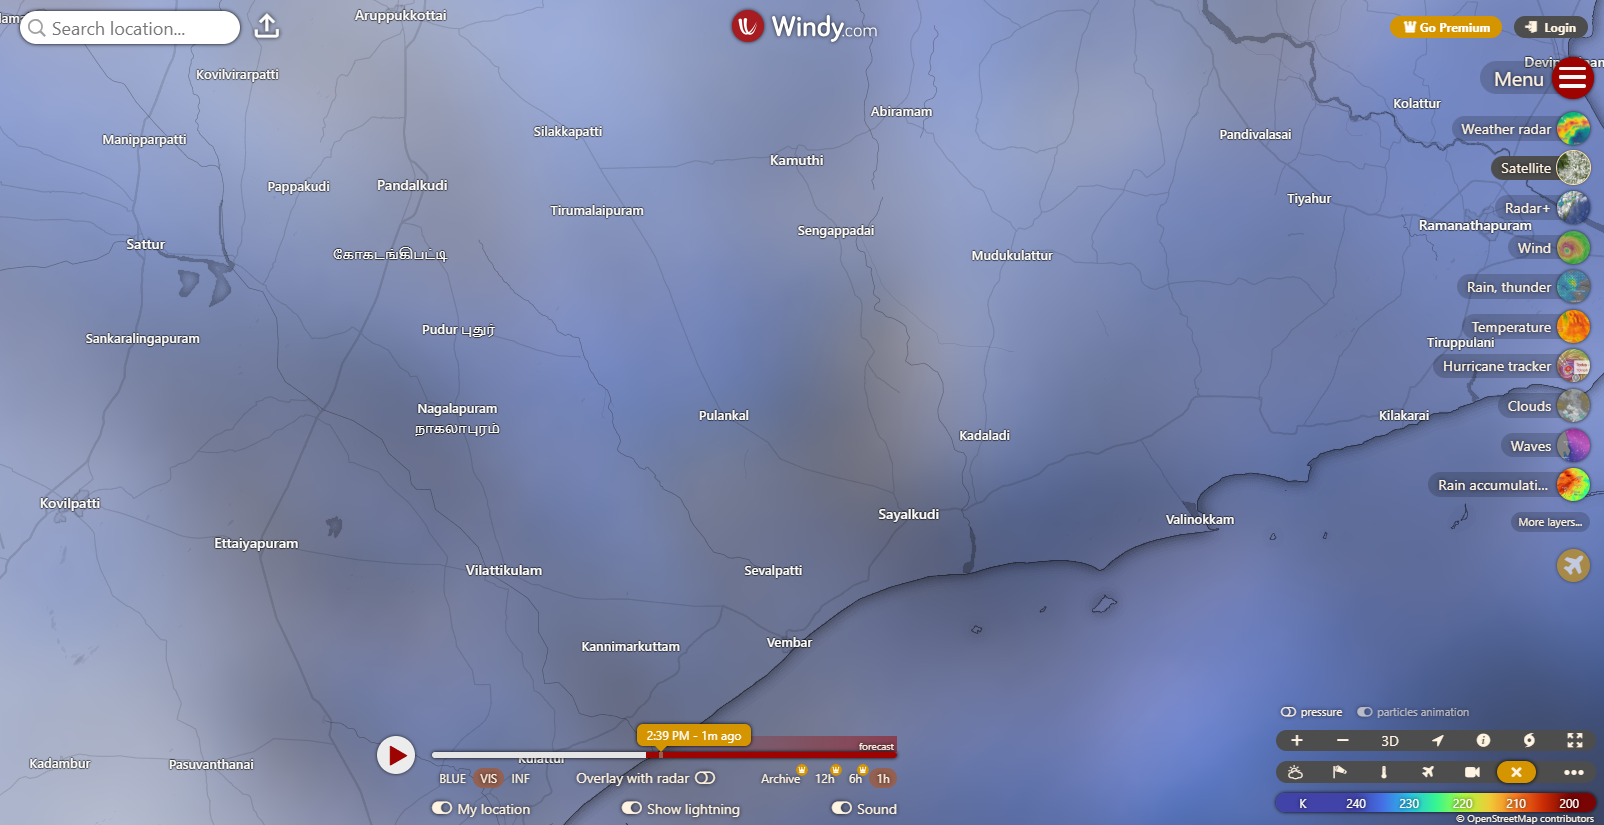 Aruppukkottai
Search location...
Windy.com
Go Premium
Login
Kovilvirarpatti
Menu
Kolattur
Abiramam
Manipparpatti
Silakkapatti
Pandivalasai
Weather radar
Kamuthi
Satellite
Pappakudi
Pandalkudi
Tirumalaipuram
Tiyahur
Radar+
Sengappadai
Ramanathapuram
Sattur
கோகடங்கிபட்டி
Mudukulattur
Wind
Rain, thunder
Pudur புதுர்
Temperature
Sankaralingapuram
Tiruppulani
Hurricane tracker
Nagalapuram
நாகலாபுரம்
Pulankal
Kilakarai
Clouds
Kadaladi
Waves
Rain accumulati...
Kovilpatti
Sayalkudi
Valinokkam
More layers...
Ettaiyapuram
Vilattikulam
Sevalpatti
Kannimarkuttam
Vembar
pressure
particles animation
2:39 PM - 1m ago
forecast
3D
Kadambur
Pasuvanthanai
BLUE VIS INF
Overlay with radar
Archive 12h 6h 1h
My location
Show lightning
Sound
K 240 230 220 210 200
© OpenStreetMap contributors